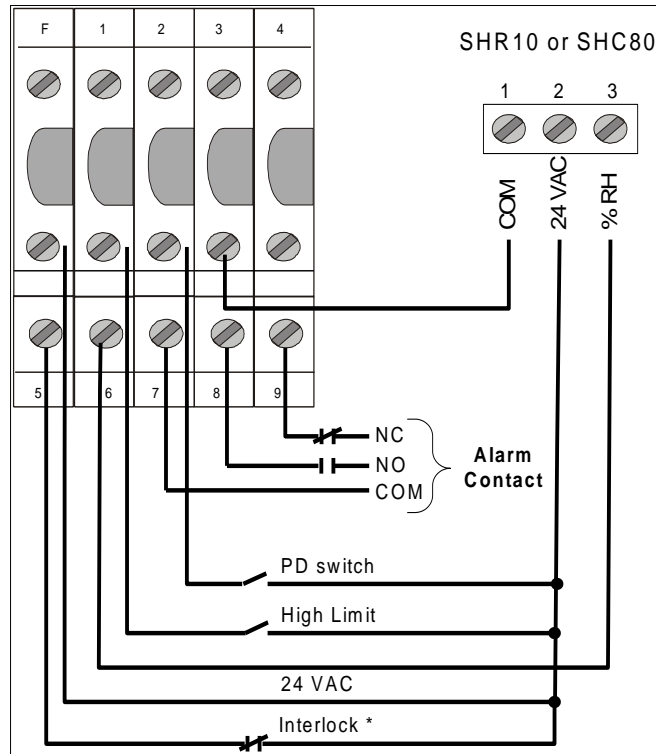 F 1 2 3 4
SHR10 or SHC80
1 2 3
COM
24 VAC
% RH
5 6 7 8 9
NC
NO
COM
Alarm
Contact
PD switch
High Limit
24 VAC
Interlock *